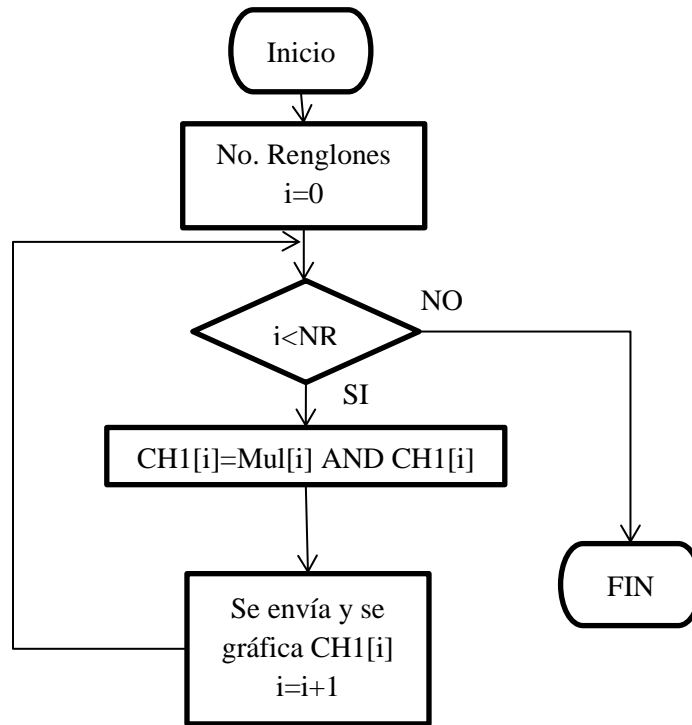 Inicio
No. Renglones
i=0
i<NR
NO
SI
CH1[i]=Mul[i] AND CH1[i]
FIN
Se envía y se
gráfica CH1[i]
i=i+1